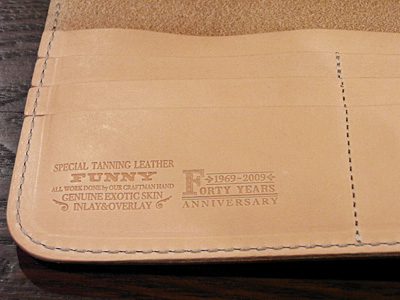 SPECIAL TANNING LEATHER
FUNNY
ALL WORK DONE by OUR CRAFTMAN HAND
GENUINE EXOTIC SKIN
INLAY&OVERLAY
1969-2009
FORTY YEARS
ANNIVERSARY